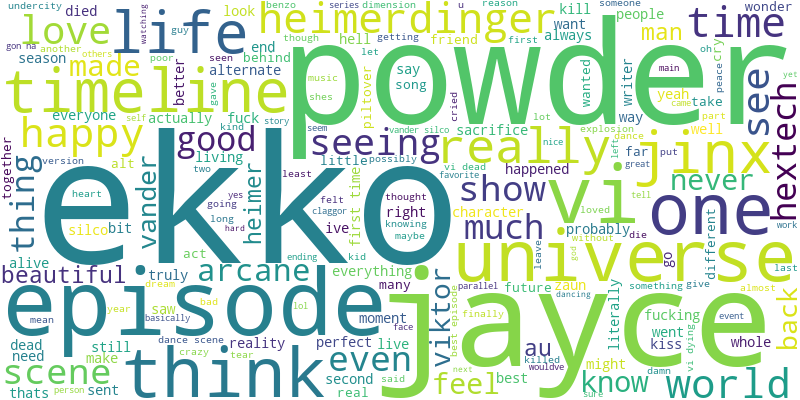 undercity died benzo dimension u reason someone
watching life heimerdinger kill time
gon na love guy look series getting want people wonder
another poor hell though friend first always man oh
others season end let cry
timeline made better alternate behind powder peace main yet
seen music say wanted writer yeah came
everyone actually gave shes song piltover take part
happy self fuck cried sacrifice way well dance see
together kind story seem vander silco lot explosion
version alt good seeing really jinx hextech
thing living little possibly nice far put left great
two vi dead happened never tell
vander heimer least first time favorite vi
heart yes felt thought show probably loved
silco bit going claggor right knowing character one
long ive maybe much without die work
alive act hard ekko kid ending leave god different go
beautiful truly arcane everything universe last
dream saw bad many viktor parallel future zaun something give almost
year lol moment face dancing literally
mean basically episode jayce finally fucking event back
dead still reality perfect live best episode au went kiss whole
need make dance scene tear even killed vi dying damn
scene crazy second said feel might
thats sent think real best next wouldve know world
person sure